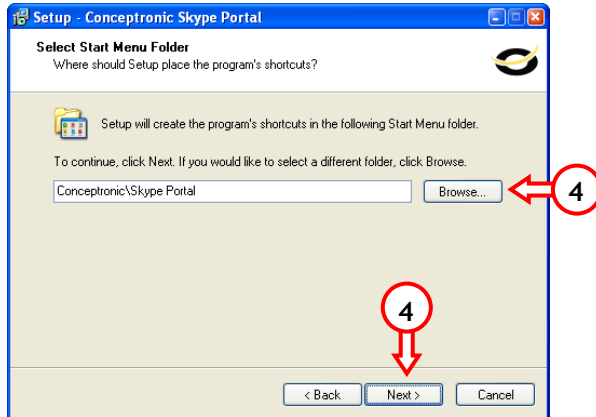 Setup - Conceptronic Skype Portal
Select Start Menu Folder
Where should Setup place the program's shortcuts?
Setup will create the program's shortcuts in the following Start Menu folder.
To continue, click Next. If you would like to select a different folder, click Browse.
Conceptronic\Skype Portal
Browse...
4
4
< Back
Next >
Cancel